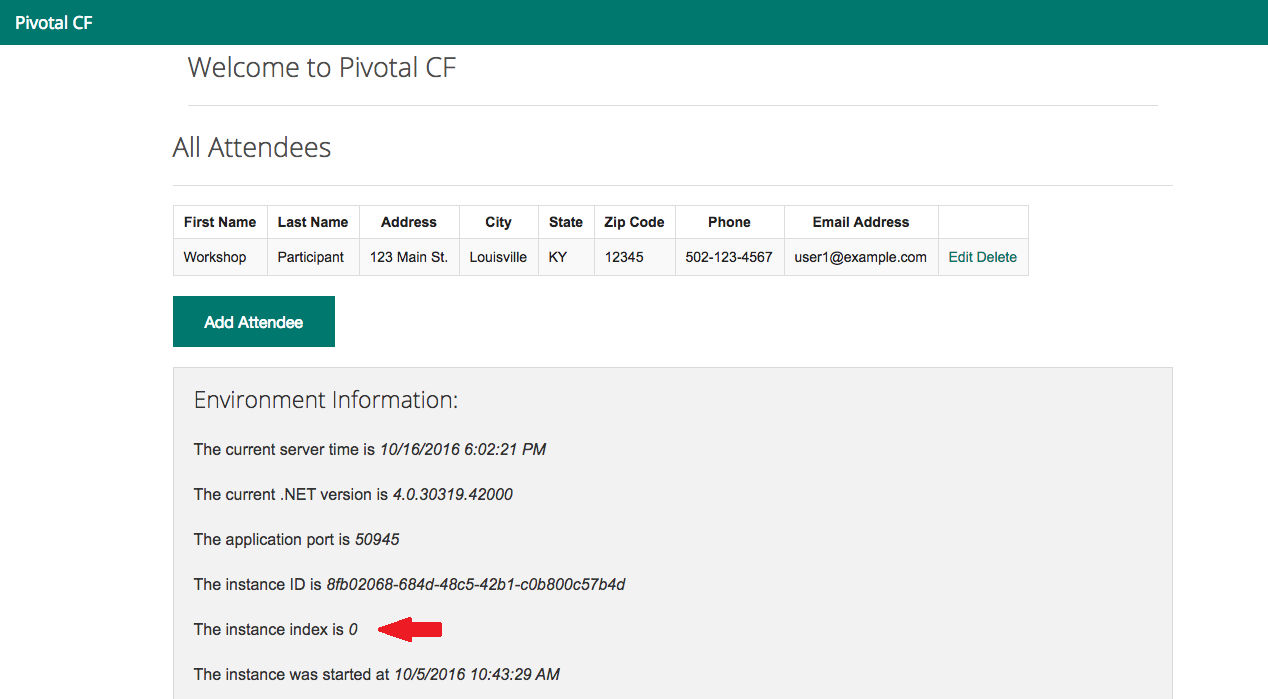 Pivotal CF
Welcome to Pivotal CF
All Attendees
First Name Last Name Address City State Zip Code Phone Email Address
Workshop Participant 123 Main St. Louisville KY 12345 502-123-4567 user1@example.com Edit Delete
Add Attendee
Environment Information:
The current server time is 10/16/2016 6:02:21 PM
The current .NET version is 4.0.30319.42000
The application port is 50945
The instance ID is 8fb02068-684d-48c5-42b1-c0b800c57b4d
The instance index is 0
The instance was started at 10/5/2016 10:43:29 AM